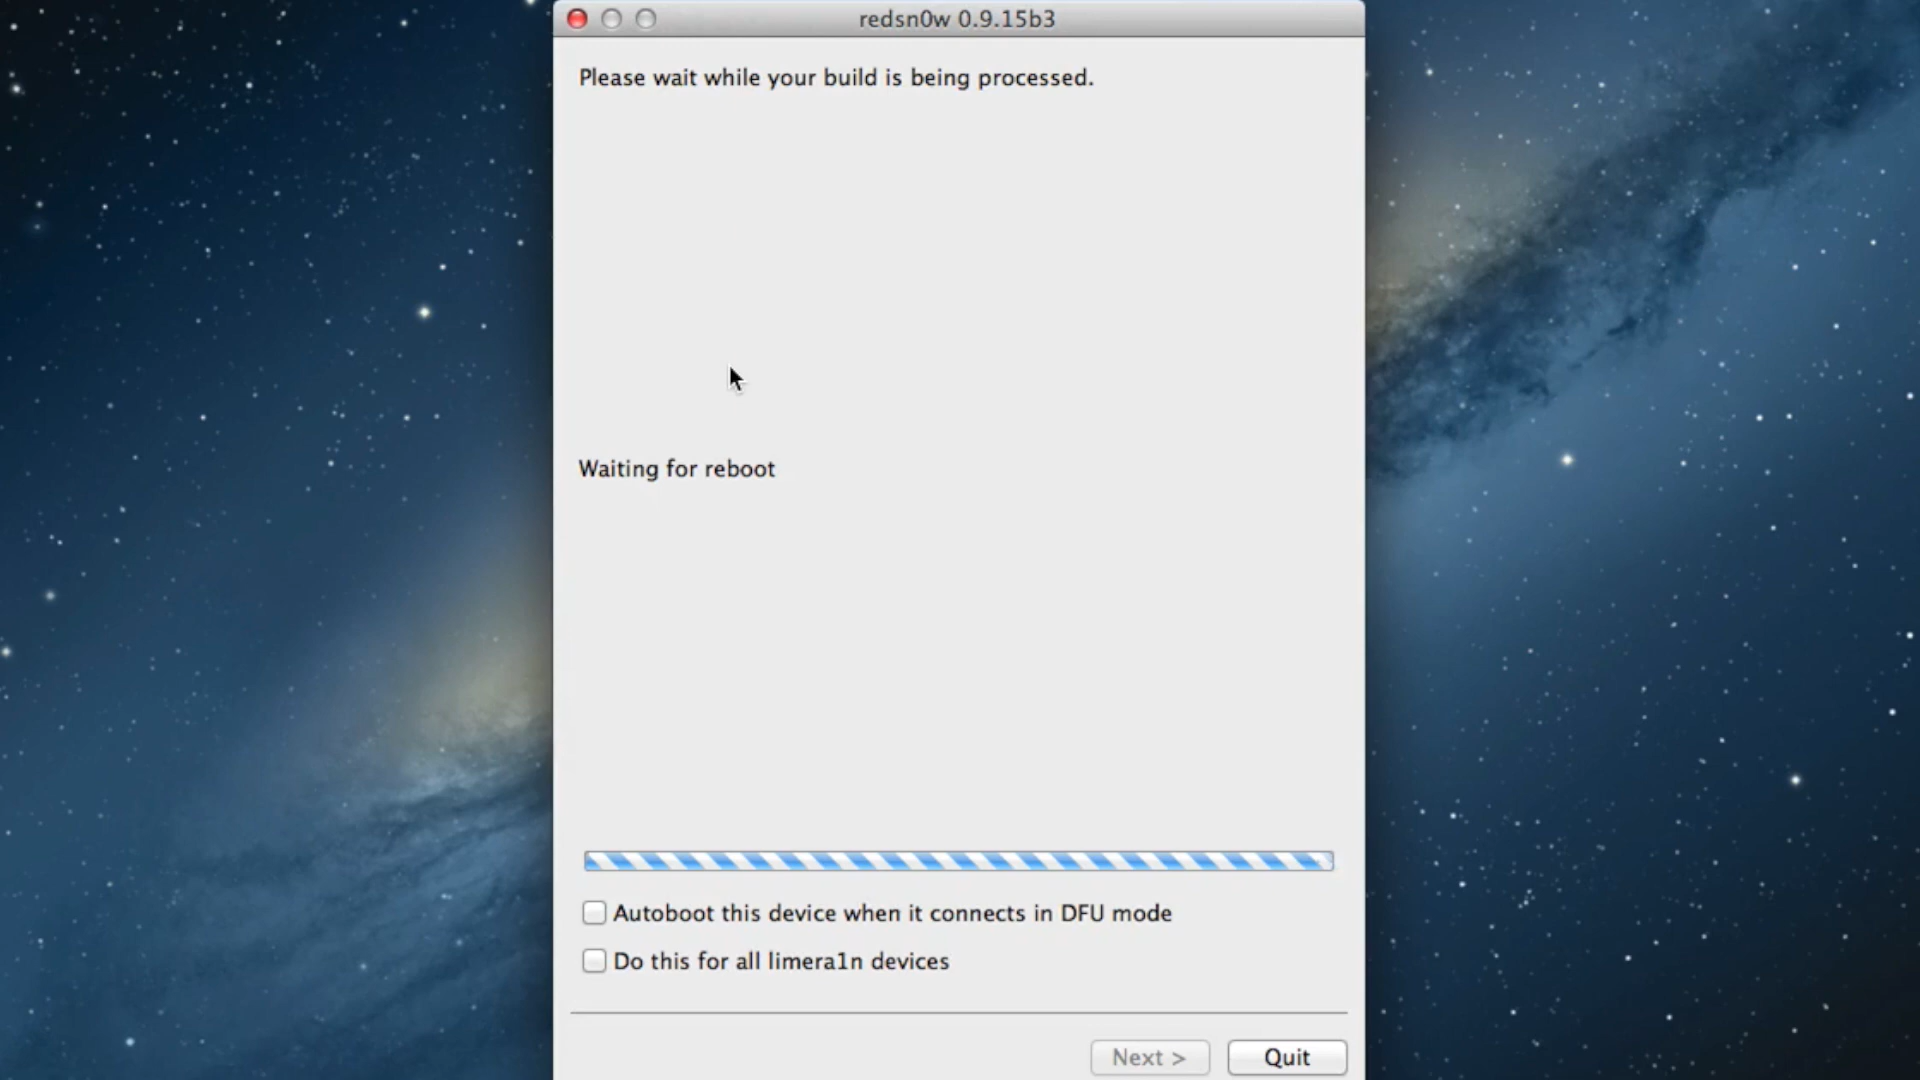 redsn0w 0.9.15b3
Please wait while your build is being processed.
Waiting for reboot
Autoboot this device when it connects in DFU mode
Do this for all limera1n devices
Next >
Quit